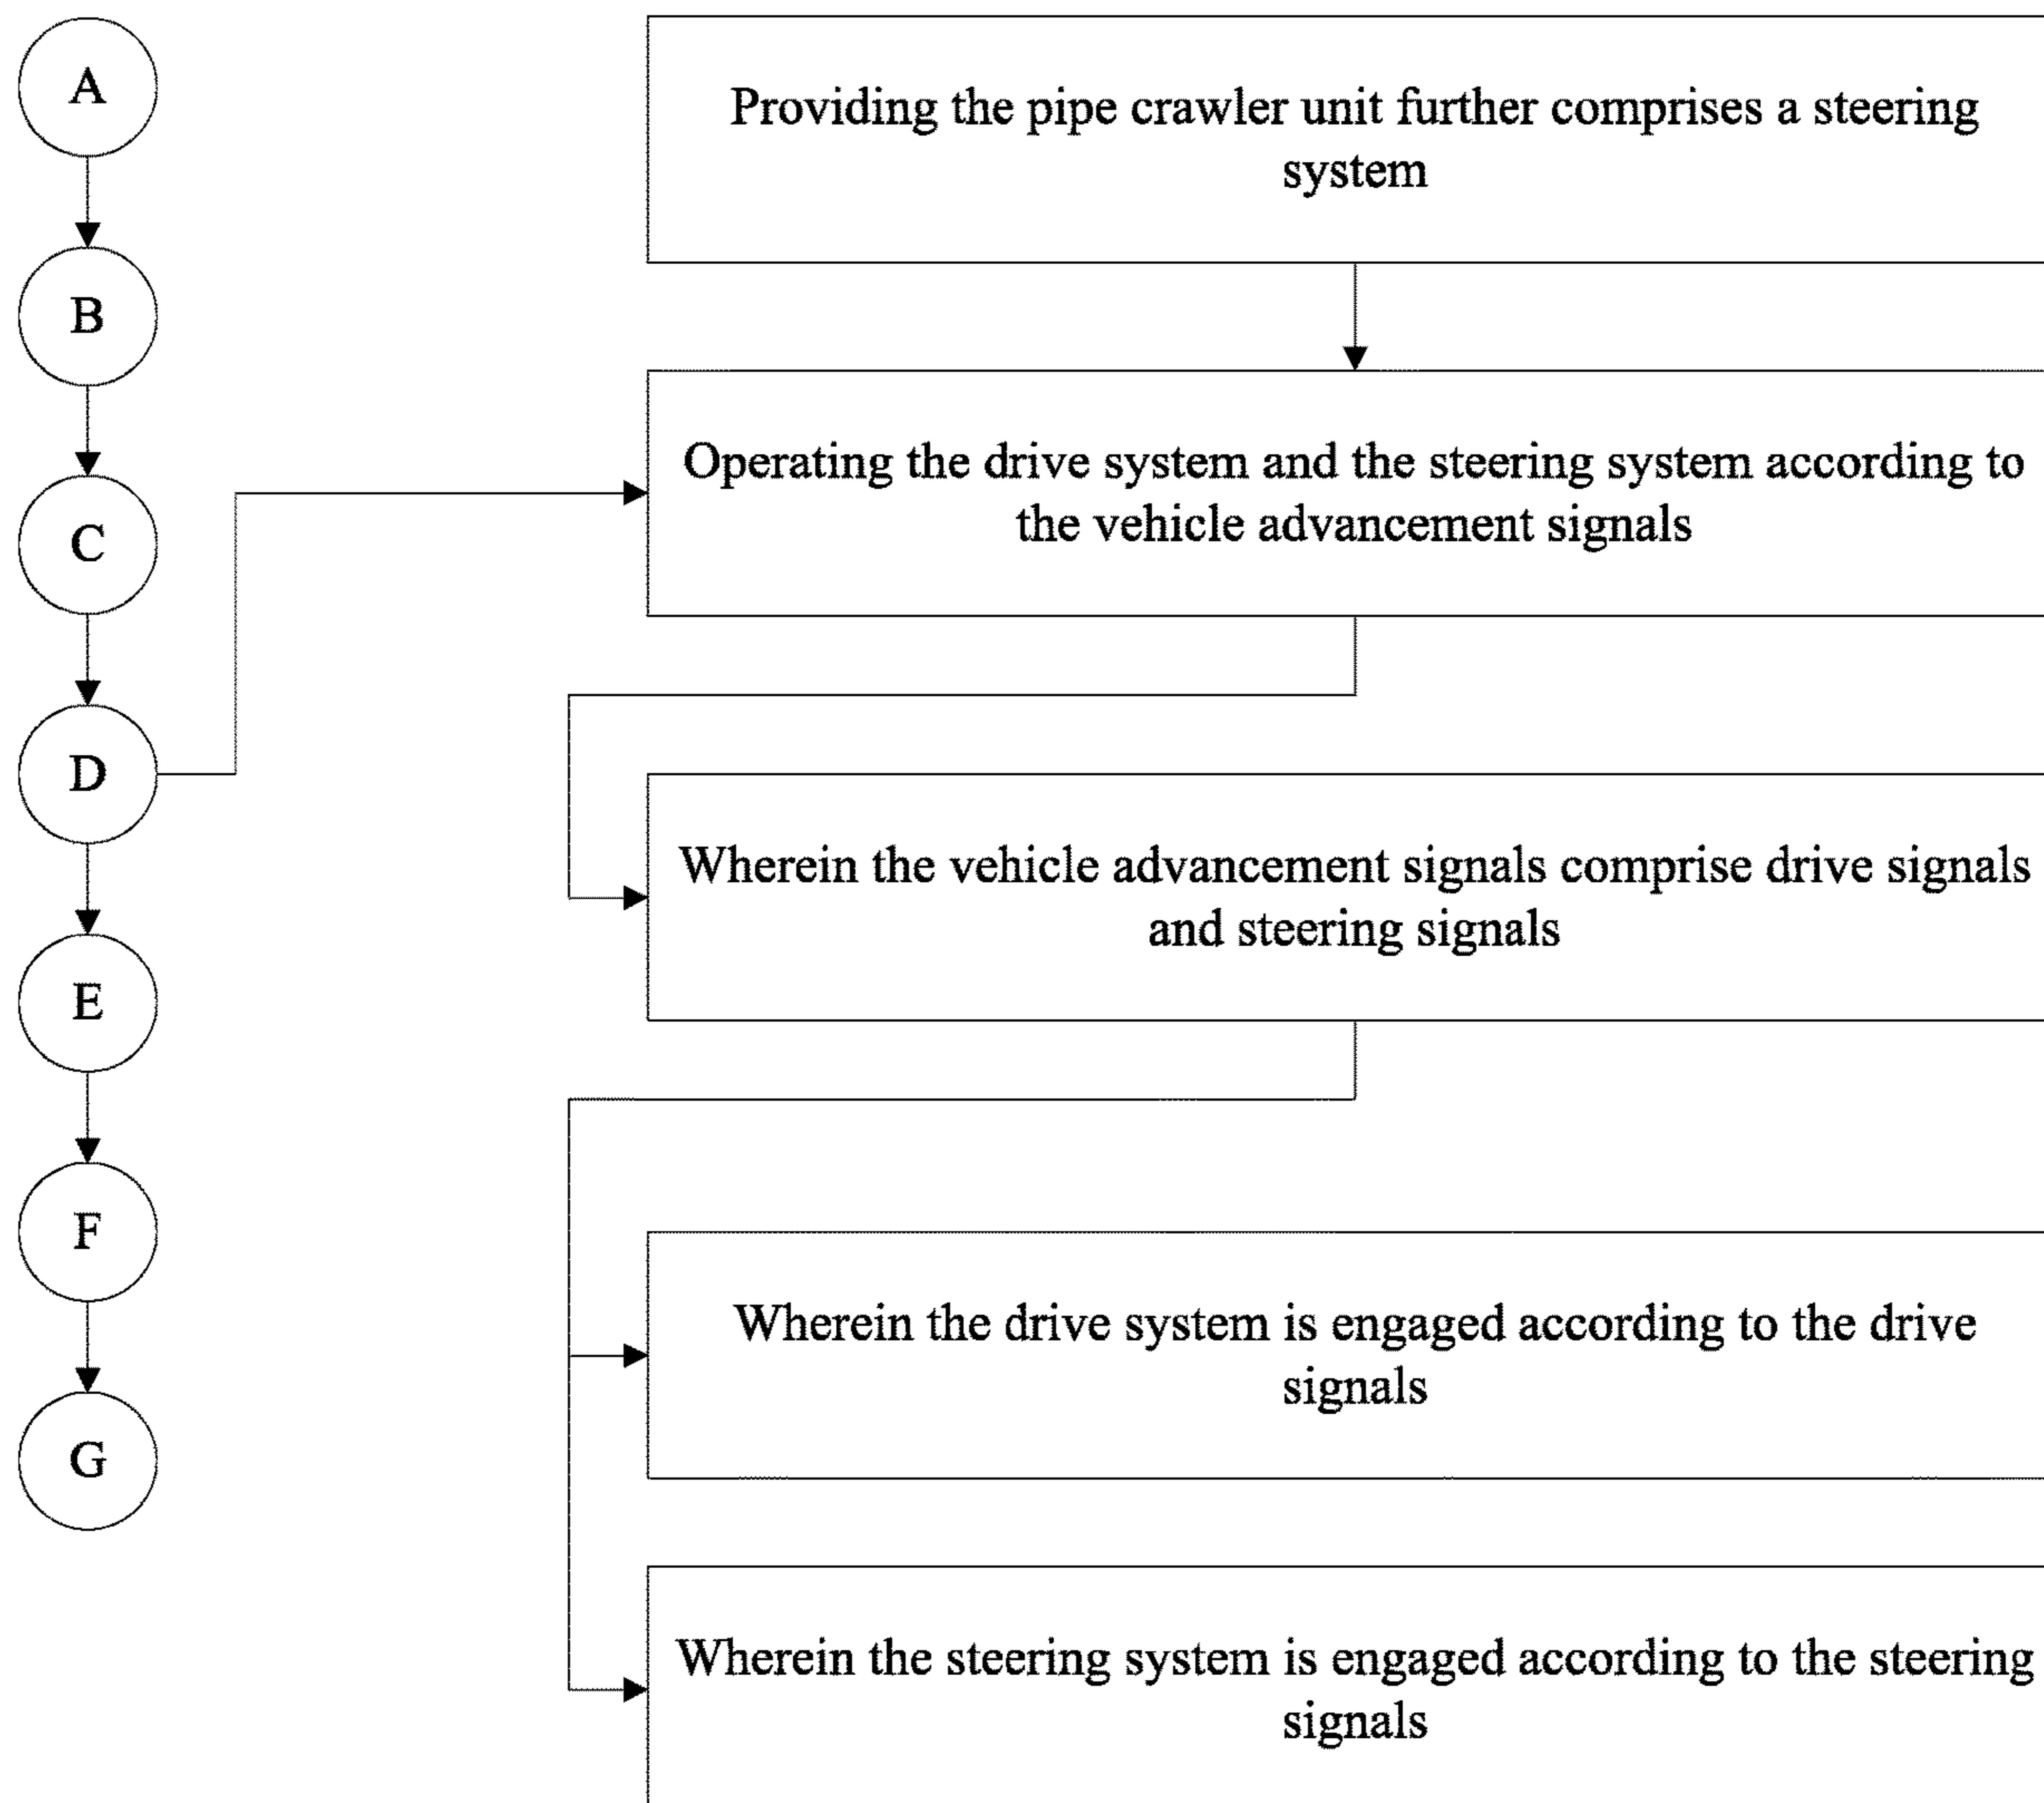 A
B
C
D
E
F
G
Providing the pipe crawler unit further comprises a steering
system
Operating the drive system and the steering system according to
the vehicle advancement signals
Wherein the vehicle advancement signals comprise drive signals
and steering signals
Wherein the drive system is engaged according to the drive
signals
Wherein the steering system is engaged according to the steering
signals